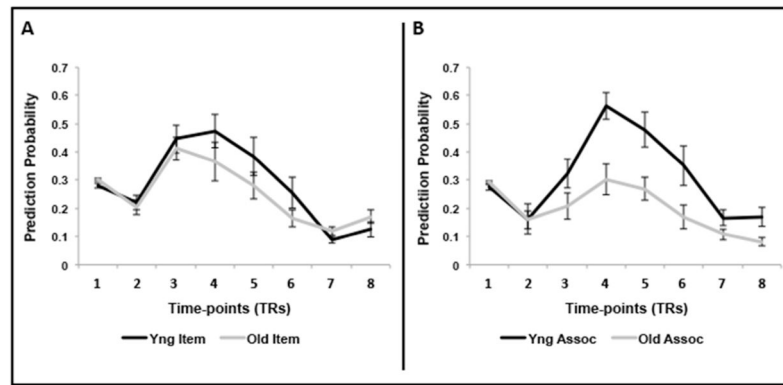 A
Prediction Probability
0.7
0.6
0.5
0.4
0.3
0.2
0.1
0
1 2 3 4 5 6 7 8
Time-points (TRs)
Yng Item Old Item
B
Predictiion Probability
0.7
0.6
0.5
0.4
0.3
0.2
0.1
0
1 2 3 4 5 6 7 8
Time-points (TRs)
Yng Assoc Old Assoc